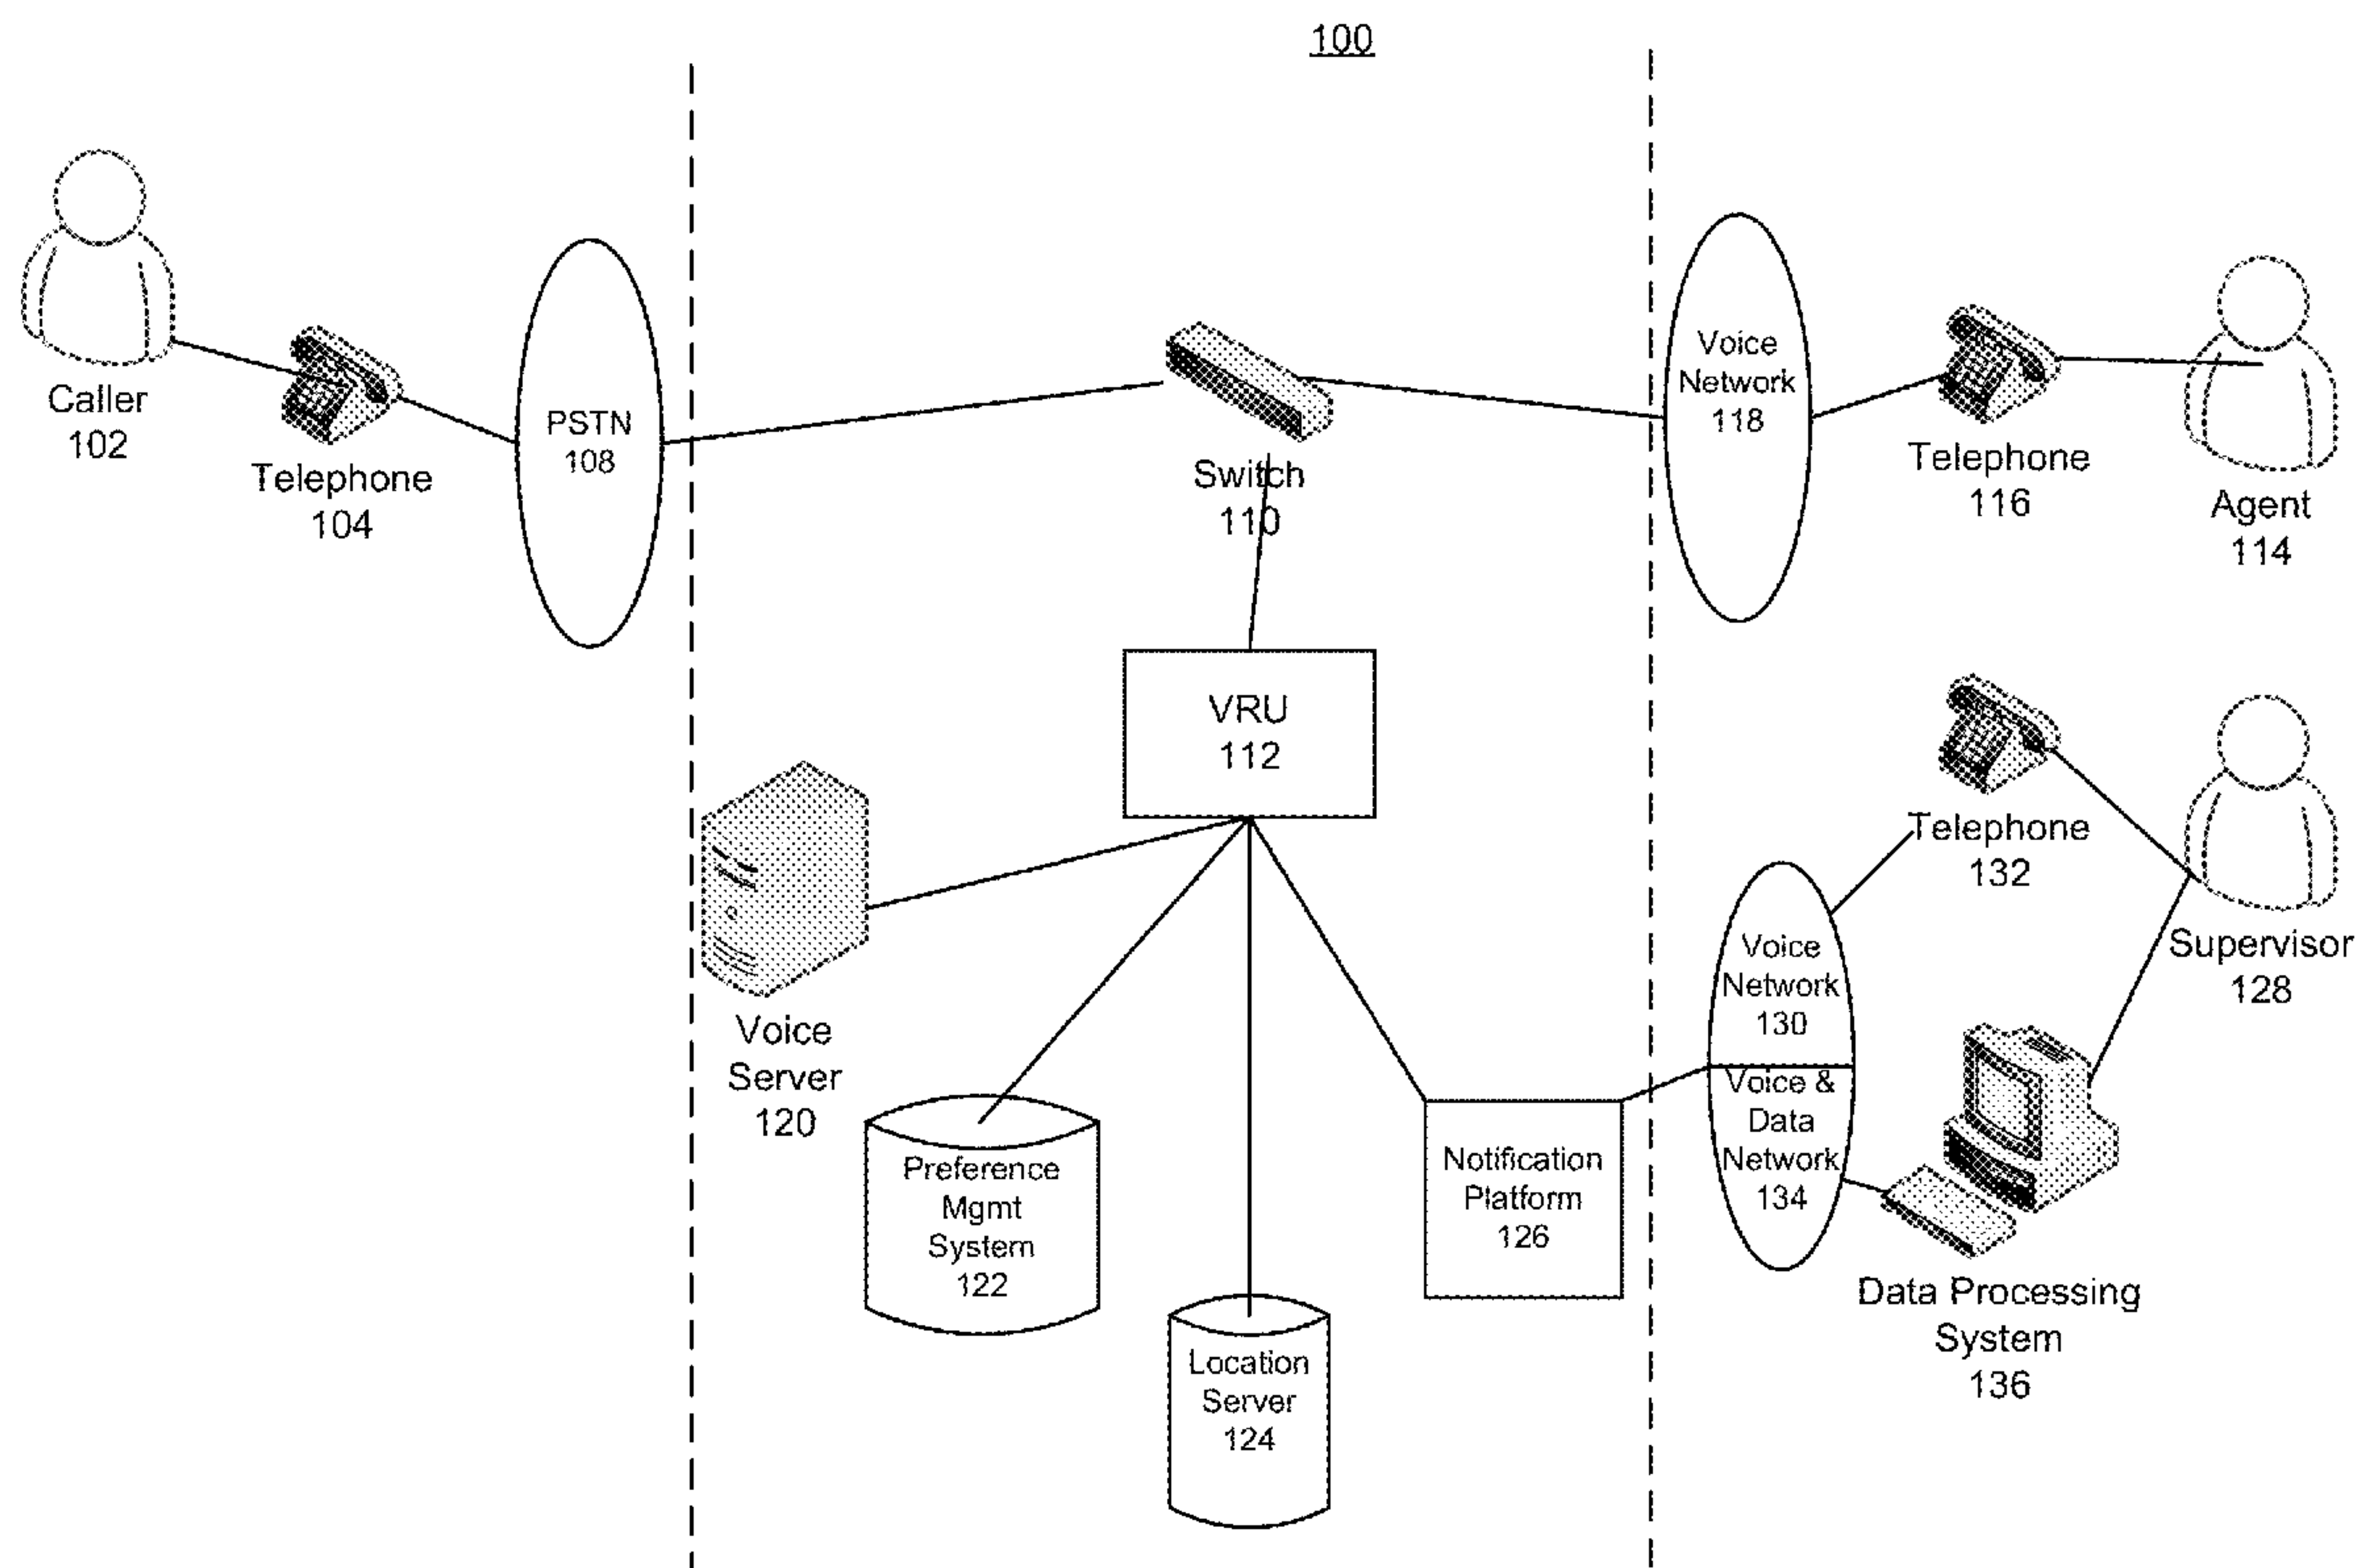 100
Caller
102
Telephone
104
PSTN
108
Switch
110
Voice
Network
118
Telephone
116
Agent
114
VRU
112
Voice
Server
120
Preference
Mgmt
System
122
Location
Server
124
Notification
Platform
126
Telephone
132
Supervisor
128
Voice
Network
130
Voice &
Data
Network
134
Data Processing
System
136